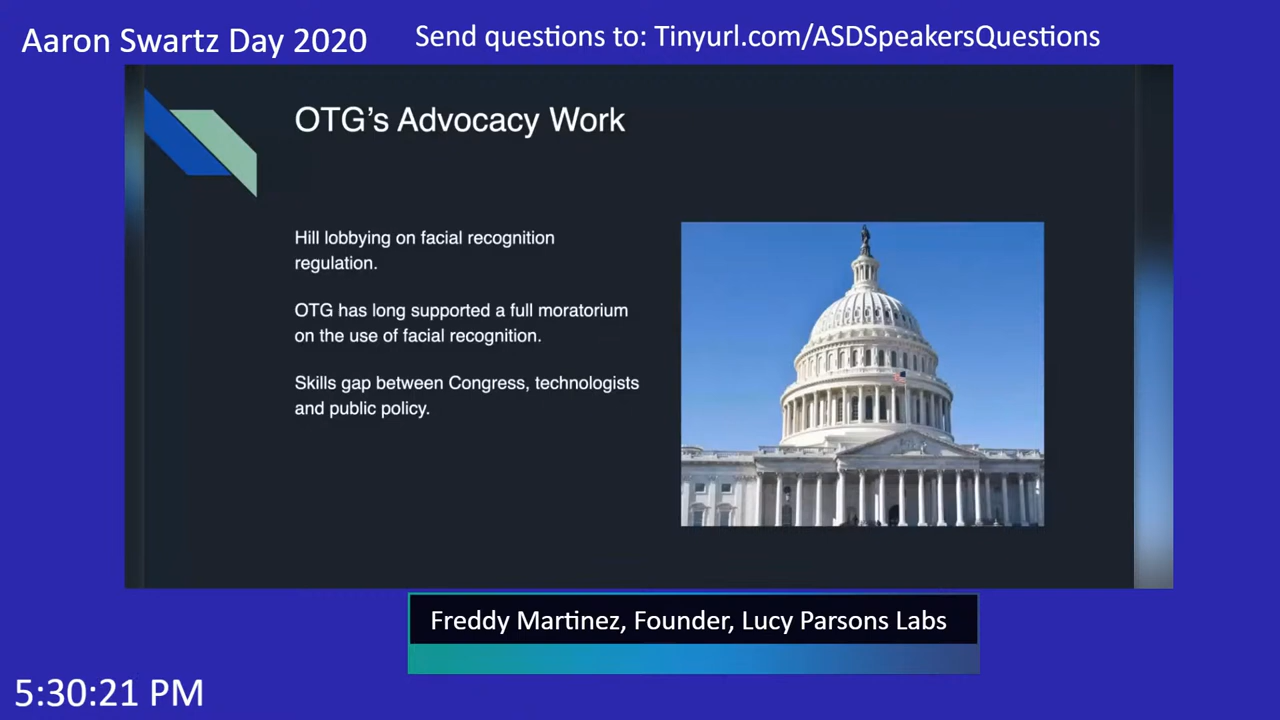 Aaron Swartz Day 2020
Send questions to: Tinyurl.com/ASDSpeakersQuestions
OTG's Advocacy Work
Hill lobbying on facial recognition
regulation.
OTG has long supported a full moratorium
on the use of facial recognition.
Skills gap between Congress, technologists
and public policy.
Freddy Martinez, Founder, Lucy Parsons Labs
5:30:21 PM